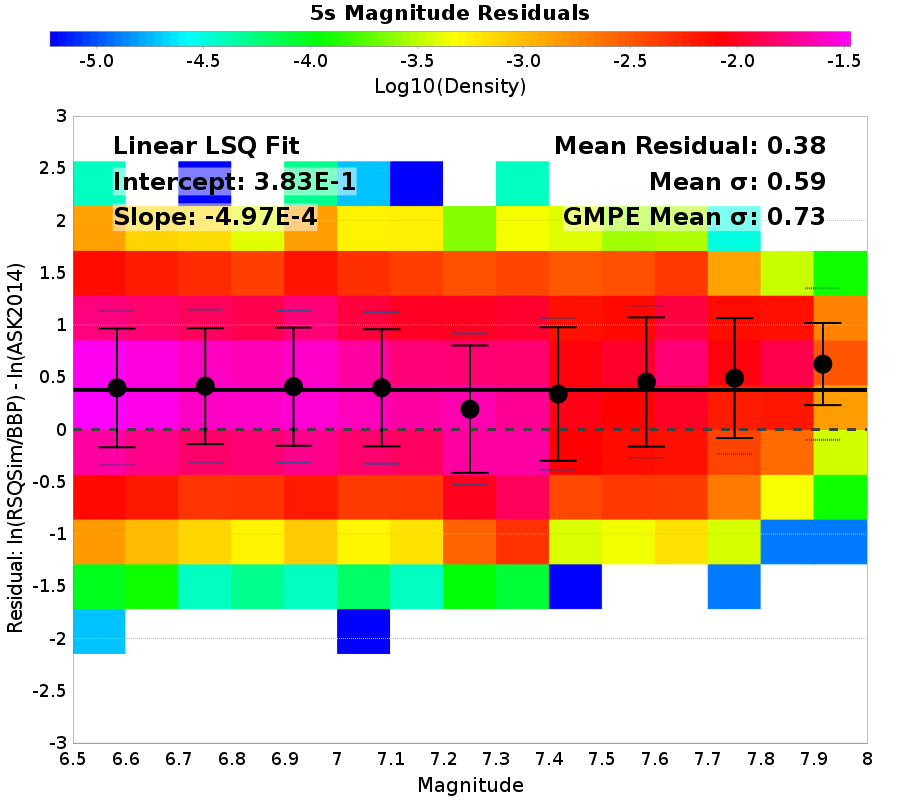 5s Magnitude Residuals
-5.0 -4.5 -4.0 -3.5 -3.0 -2.5 -2.0 -1.5
Log10(Density)
Linear LSQ Fit
Intercept: 3.83E-1
Slope: -4.97E-4
Mean Residual: 0.38
Mean σ: 0.59
GMPE Mean σ: 0.73
Residual: ln(RSQSim/BBP) - ln(ASK2014)
3
2.5
2
1.5
1
0.5
0
-0.5
-1
-1.5
-2
-2.5
-3
6.5 6.6 6.7 6.8 6.9 7 7.1 7.2 7.3 7.4 7.5 7.6 7.7 7.8 7.9 8
Magnitude